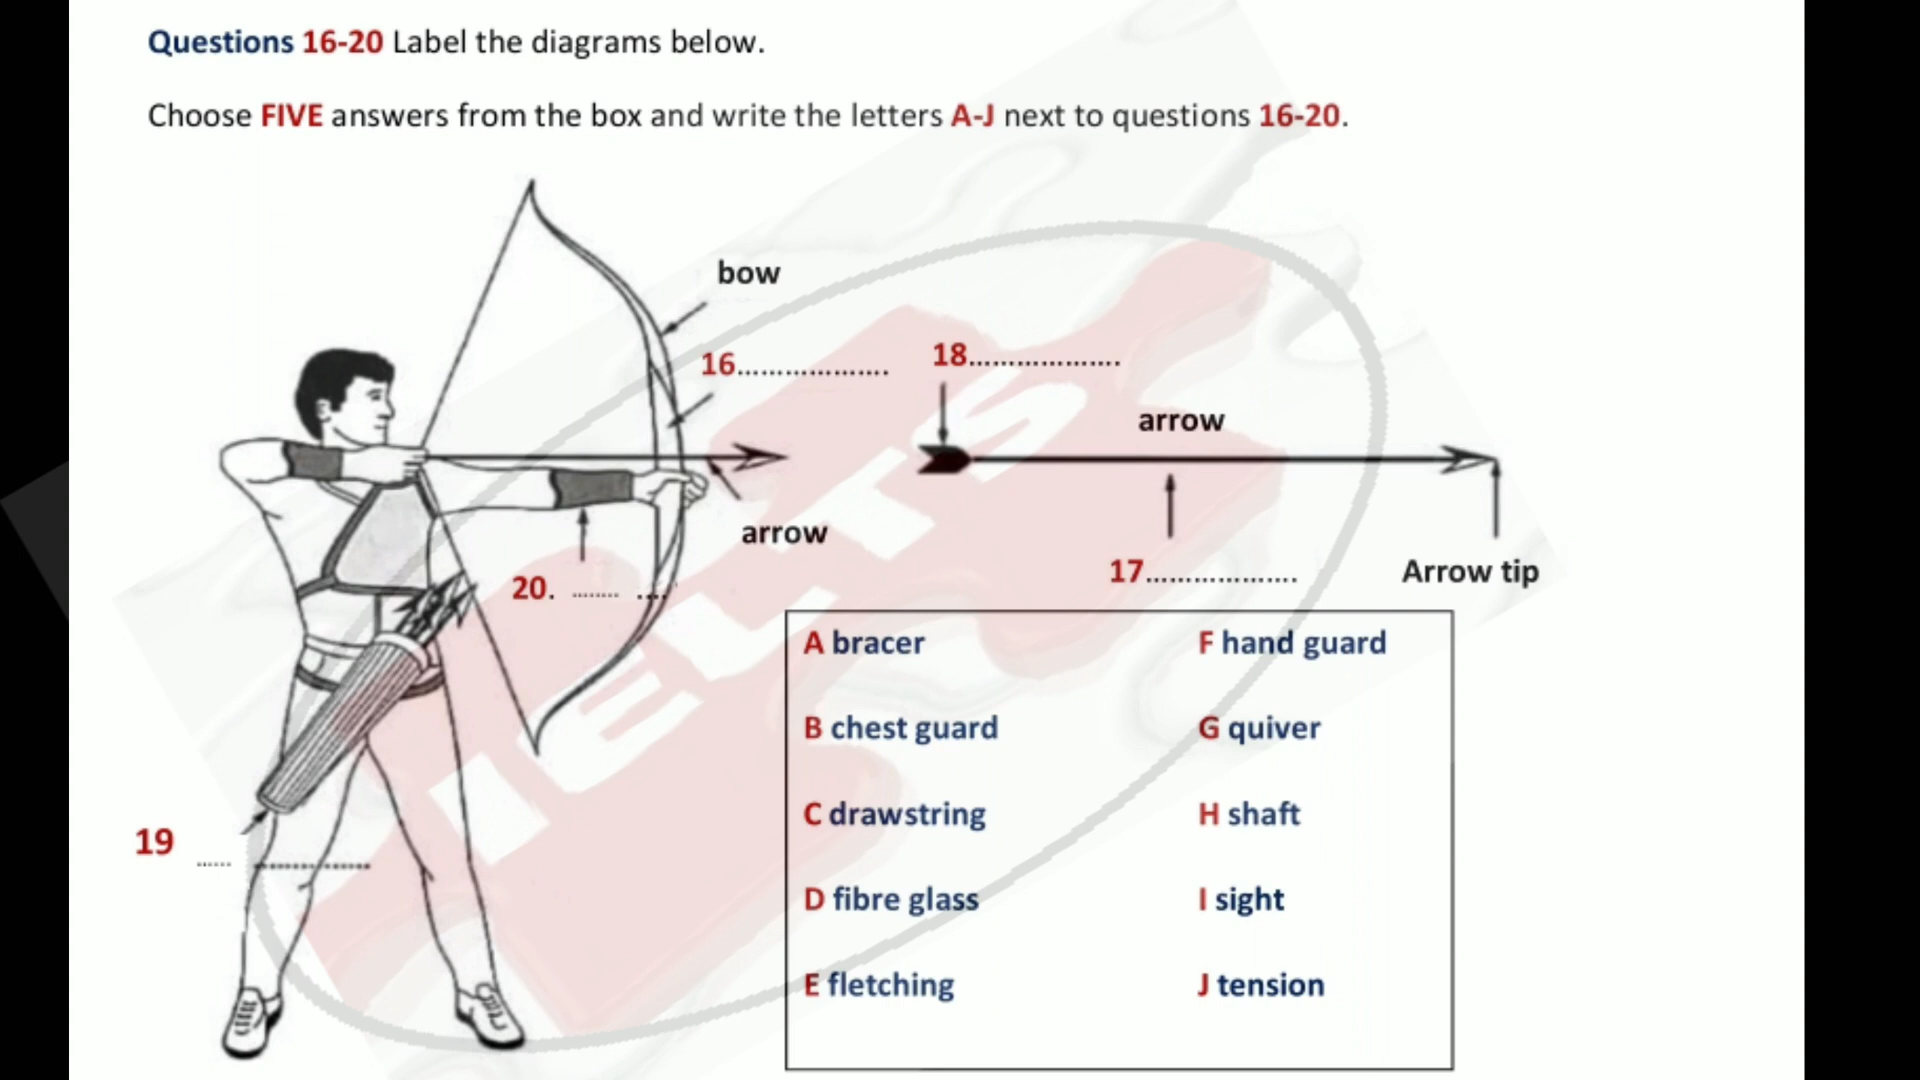 Questions 16-20 Label the diagrams below.
Choose FIVE answers from the box and write the letters A-J next to questions 16-20.
bow
16...................
18...................
arrow
arrow
20. ........ ....
17...................
Arrow tip
A bracer
F hand guard
B chest guard
G quiver
C drawstring
H shaft
19 ...... ...................
D fibre glass
I sight
E fletching
J tension
IELTS